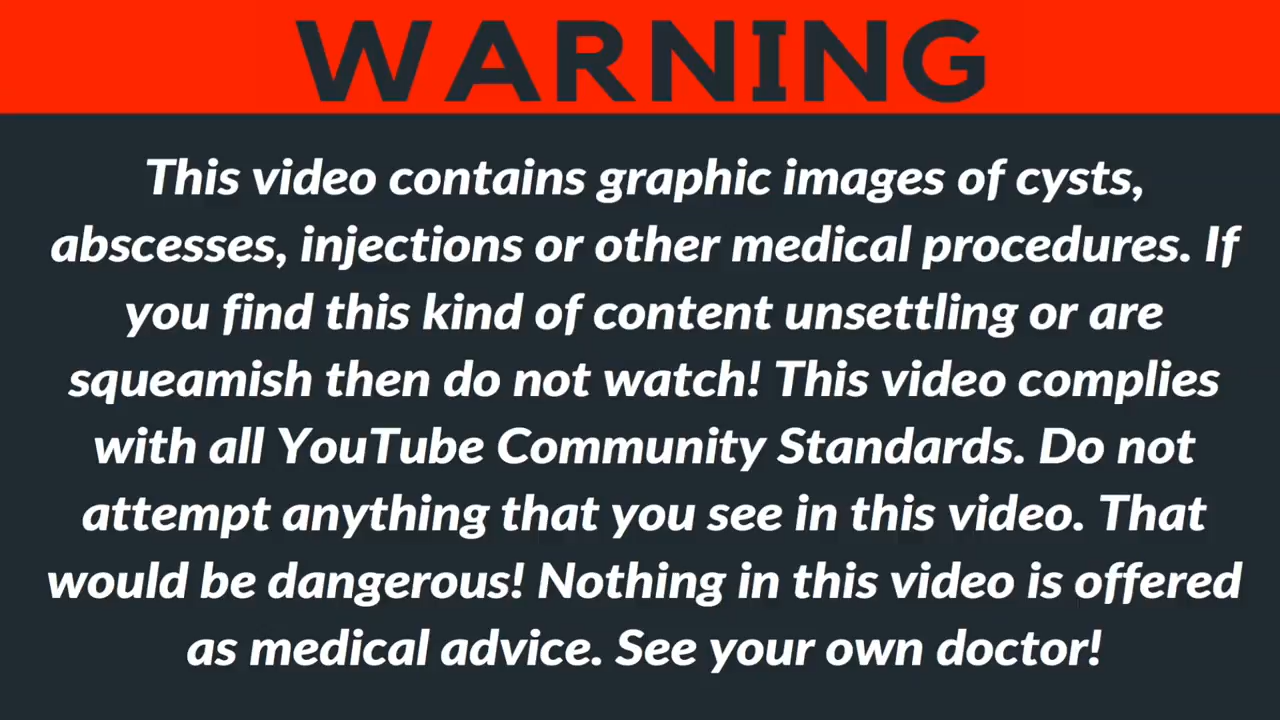 WARNING
This video contains graphic images of cysts,
abscesses, injections or other medical procedures. If
you find this kind of content unsettling or are
squeamish then do not watch! This video complies
with all YouTube Community Standards. Do not
attempt anything that you see in this video. That
would be dangerous! Nothing in this video is offered
as medical advice. See your own doctor!